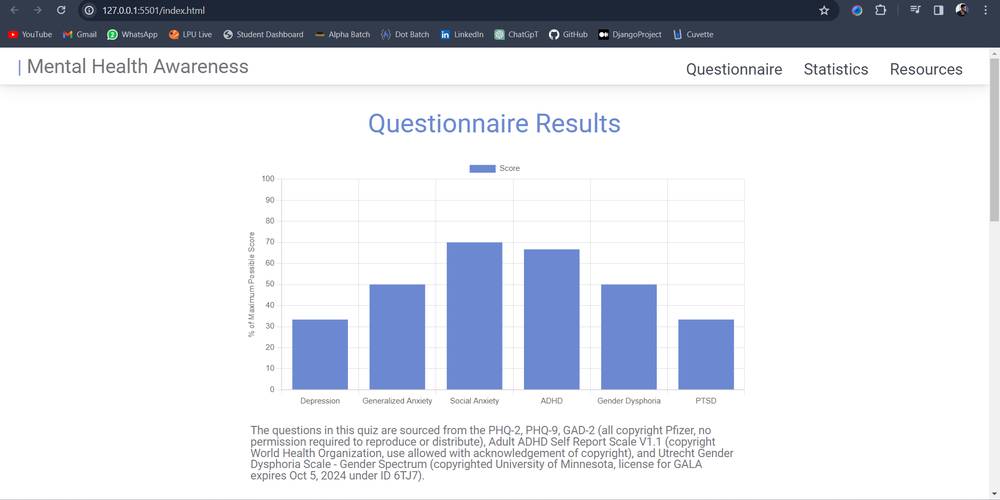 127.0.0.1:5501/index.html
YouTube Gmail WhatsApp LPU Live Student Dashboard Alpha Batch Dot Batch LinkedIn ChatGpT GitHub DjangoProject Cuvette
| Mental Health Awareness
Questionnaire Statistics Resources
Questionnaire Results
Score
% of Maximum Possible Score
100
90
80
70
60
50
40
30
20
10
0
Depression Generalized Anxiety Social Anxiety ADHD Gender Dysphoria PTSD
The questions in this quiz are sourced from the PHQ-2, PHQ-9, GAD-2 (all copyright Pfizer, no
permission required to reproduce or distribute), Adult ADHD Self Report Scale V1.1 (copyright
World Health Organization, use allowed with acknowledgement of copyright), and Utrecht Gender
Dysphoria Scale - Gender Spectrum (copyrighted University of Minnesota, license for GALA
expires Oct 5, 2024 under ID 6TJ7).